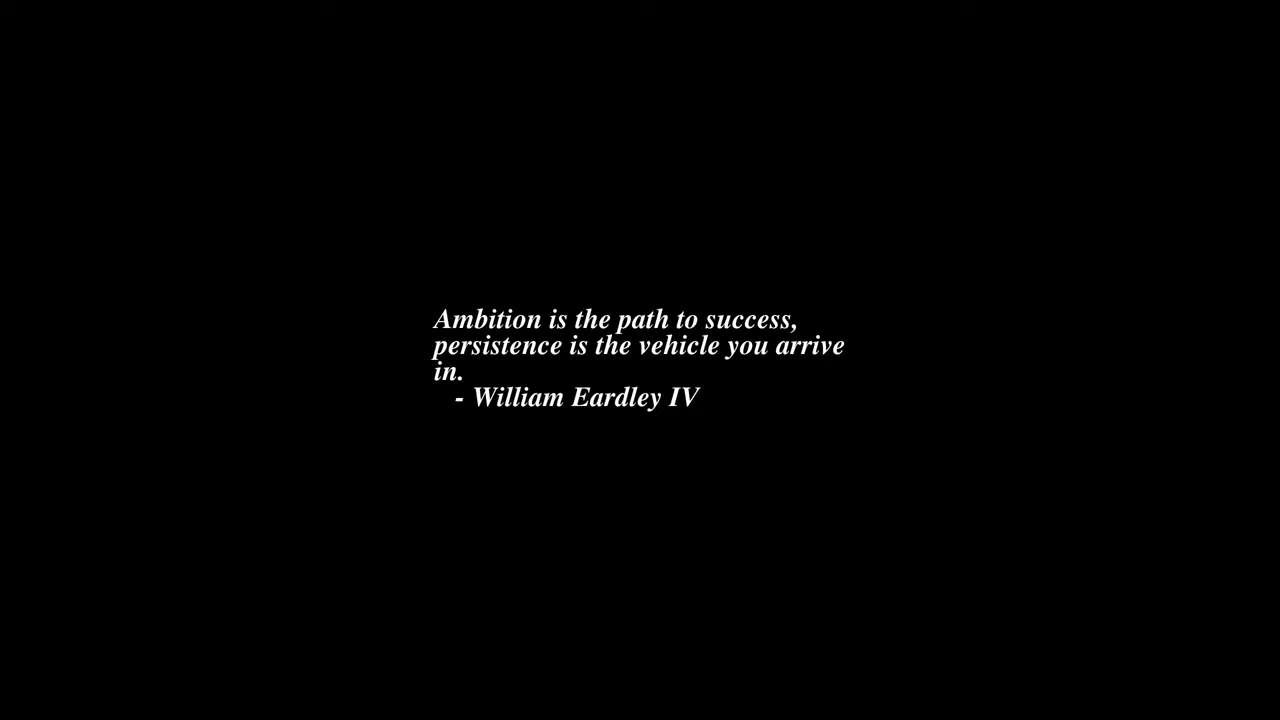 Ambition is the path to success,
persistence is the vehicle you arrive
in.
- William Eardley IV